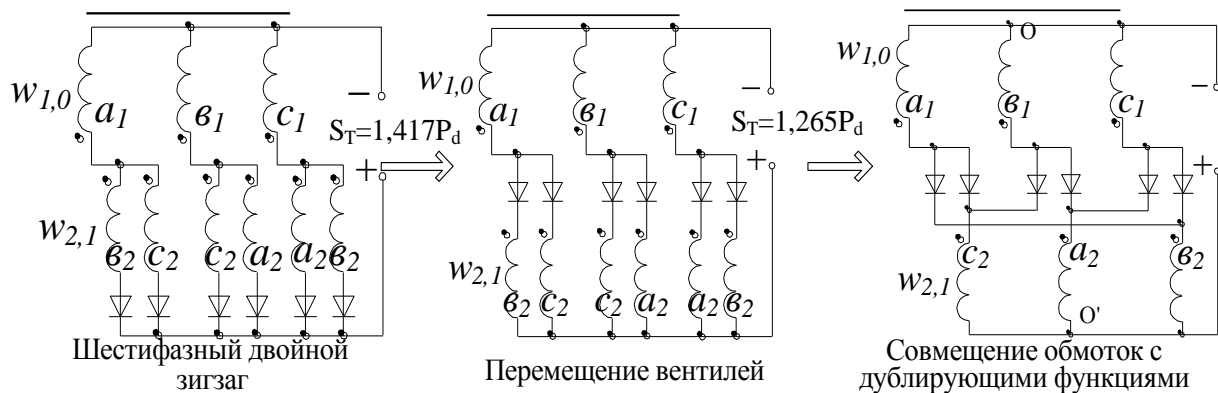 w1,0
a1
в1
c1
−
+
w2,1
в2
c2
c2
a2
a2
в2
Шестифазный двойной
зигзаг
Sт=1,417Pd
w1,0
a1
в1
c1
−
+
w2,1
в2
c2
c2
a2
a2
в2
Перемещение вентилей
Sт=1,265Pd
w1,0
a1
в1
c1
O
−
+
w2,1
c2
a2
в2
O'
Совмещение обмоток с
дублирующими функциями